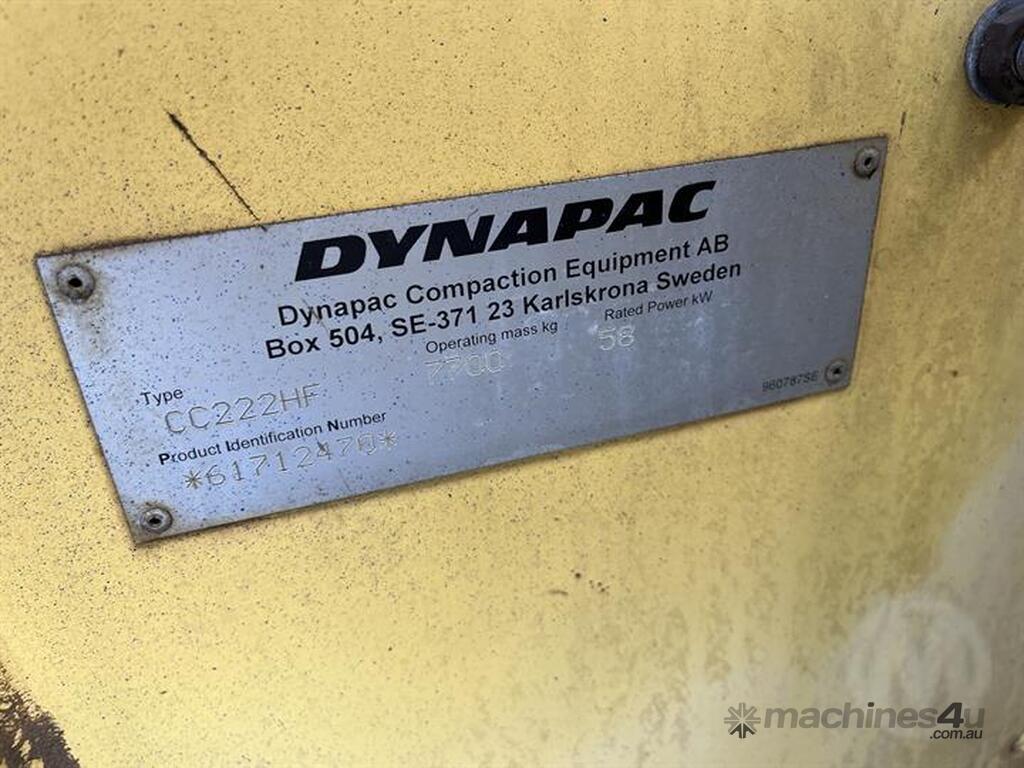 DYNAPAC
Dynapac Compaction Equipment AB
Box 504, SE-371 23 Karlskrona Sweden
Operating mass kg Rated Power kW
7700 58
Type
CC222HF
Product Identification Number
*61712470*
960787SE
M
machines4u
.com.au